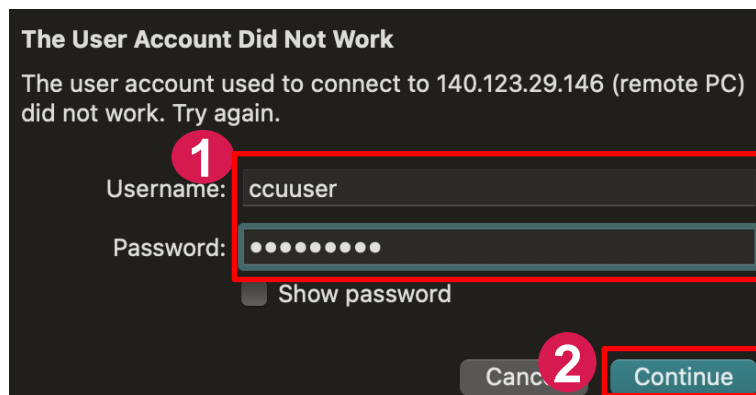 The User Account Did Not Work
The user account used to connect to 140.123.29.146 (remote PC)
did not work. Try again.
1
Username: ccuuser
Password: ●●●●●●●●●
Show password
2
Continue